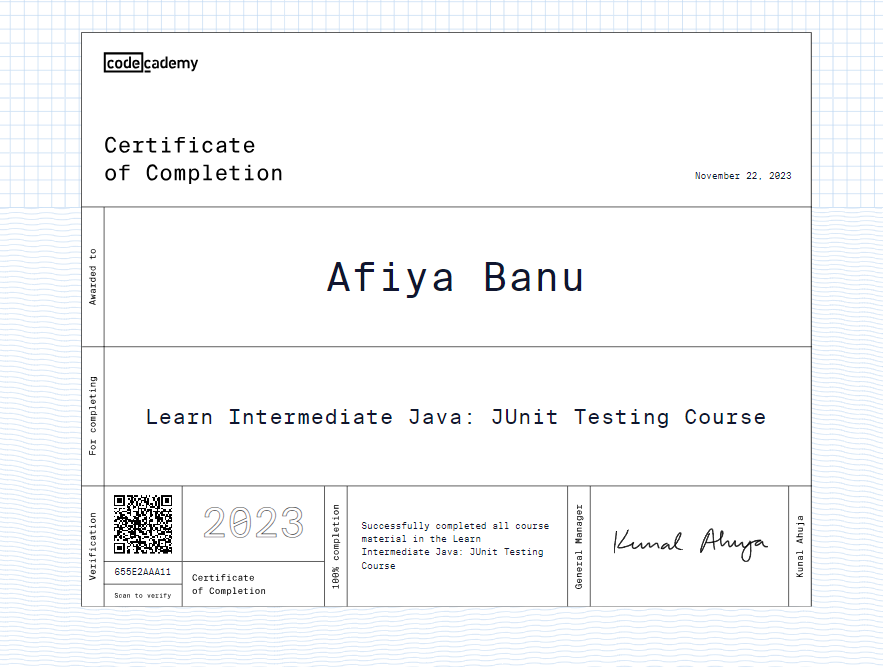 codecademy
Certificate
of Completion
November 22, 2023
Awarded to
Afiya Banu
For completing
Learn Intermediate Java: JUnit Testing Course
Verification
655E2AAA11
Scan to verify
2023
Certificate
of Completion
100% completion
Successfully completed all course
material in the Learn
Intermediate Java: JUnit Testing
Course
General Manager
Kunal Ahuja
Kunal Ahuja